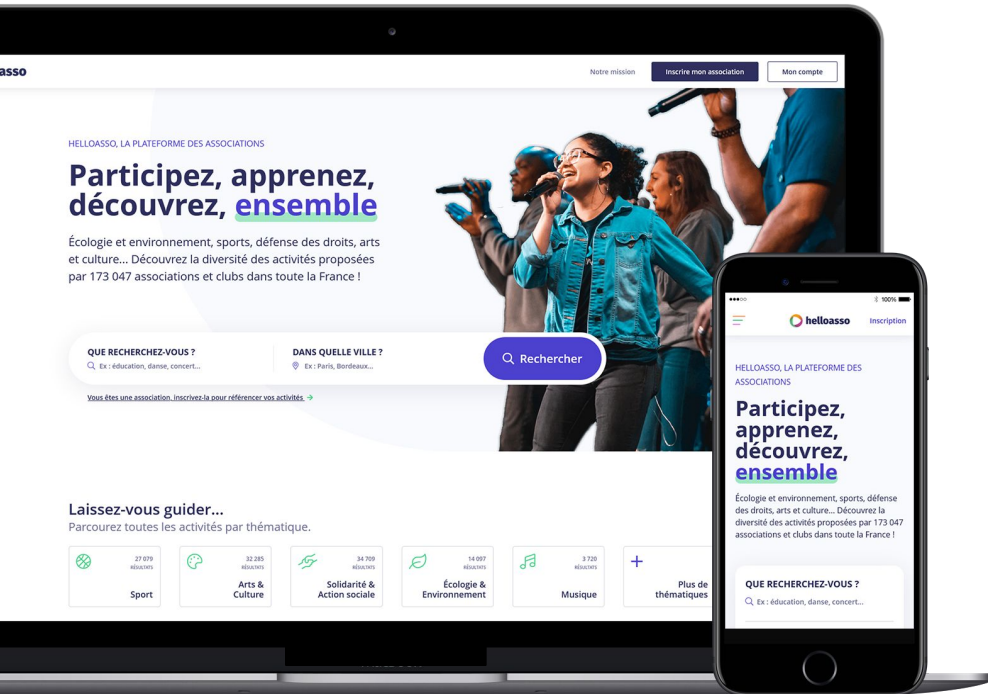 asso
Notre mission
Inscrire mon association
Mon compte
HELLOASSO, LA PLATEFORME DES ASSOCIATIONS
Participez, apprenez,
découvrez, ensemble
Écologie et environnement, sports, défense des droits, arts
et culture... Découvrez la diversité des activités proposées
par 173 047 associations et clubs dans toute la France !
QUE RECHERCHEZ-VOUS ?
Ex : éducation, danse, concert...
DANS QUELLE VILLE ?
Ex : Paris, Bordeaux...
Rechercher
Vous êtes une association, inscrivez-la pour référencer vos activités
Laissez-vous guider...
Parcourez toutes les activités par thématique.
27 079
RÉSULTATS
Sport
32 285
RÉSULTATS
Arts &
Culture
34 709
RÉSULTATS
Solidarité &
Action sociale
14 097
RÉSULTATS
Écologie &
Environnement
3 720
RÉSULTATS
Musique
Plus de
thématiques
100%
helloasso
Inscription
HELLOASSO, LA PLATEFORME DES
ASSOCIATIONS
Participez,
apprenez,
découvrez,
ensemble
Écologie et environnement, sports, défense
des droits, arts et culture... Découvrez la
diversité des activités proposées par 173 047
associations et clubs dans toute la France !
QUE RECHERCHEZ-VOUS ?
Ex : éducation, danse, concert...